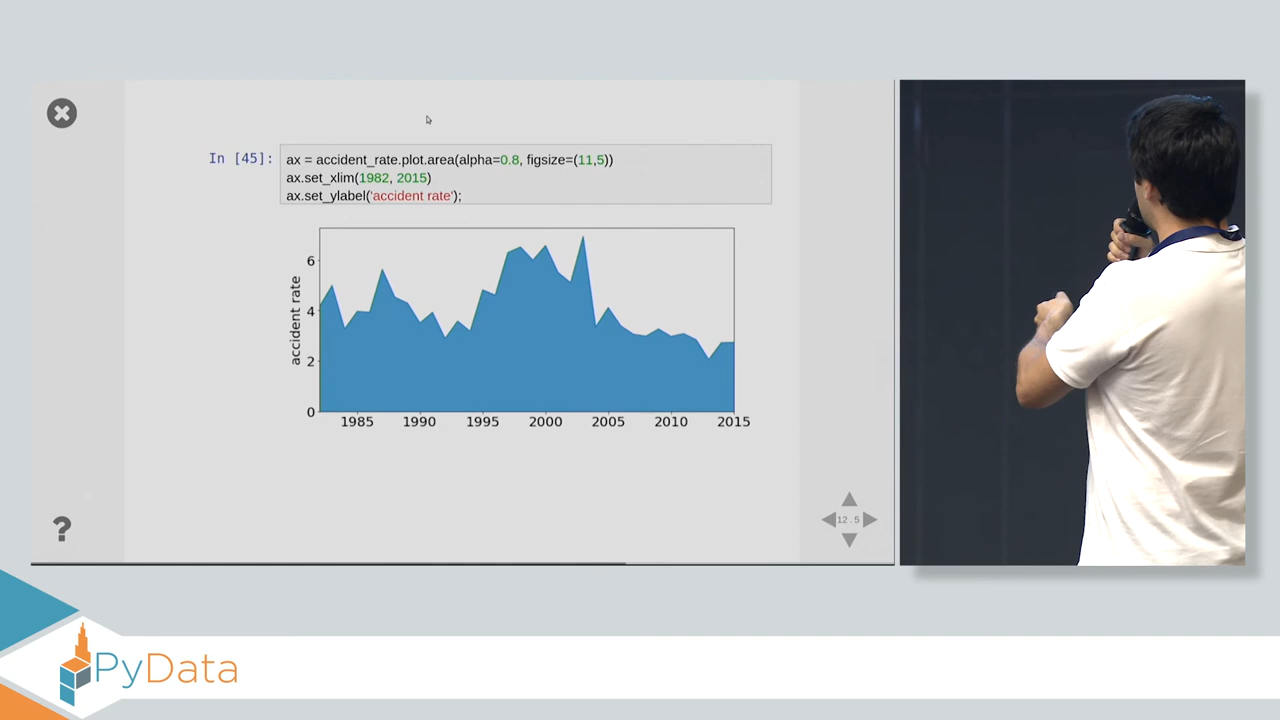 In [45]:
ax = accident_rate.plot.area(alpha=0.8, figsize=(11,5))
ax.set_xlim(1982, 2015)
ax.set_ylabel('accident rate');
accident rate
6
4
2
0
1985 1990 1995 2000 2005 2010 2015
?
12.5
PyData